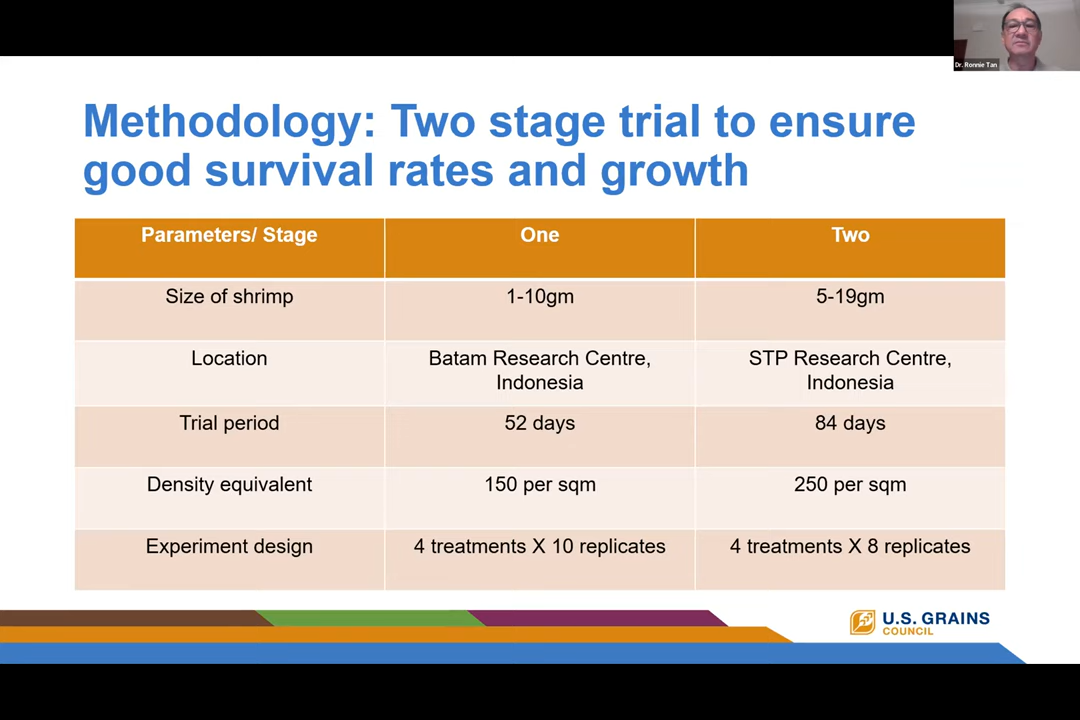 Dr. Ronnie Tan
Methodology: Two stage trial to ensure
good survival rates and growth
Parameters/ Stage
One
Two
Size of shrimp
1-10gm
5-19gm
Location
Batam Research Centre,
Indonesia
STP Research Centre,
Indonesia
Trial period
52 days
84 days
Density equivalent
150 per sqm
250 per sqm
Experiment design
4 treatments X 10 replicates
4 treatments X 8 replicates
U.S. GRAINS
COUNCIL